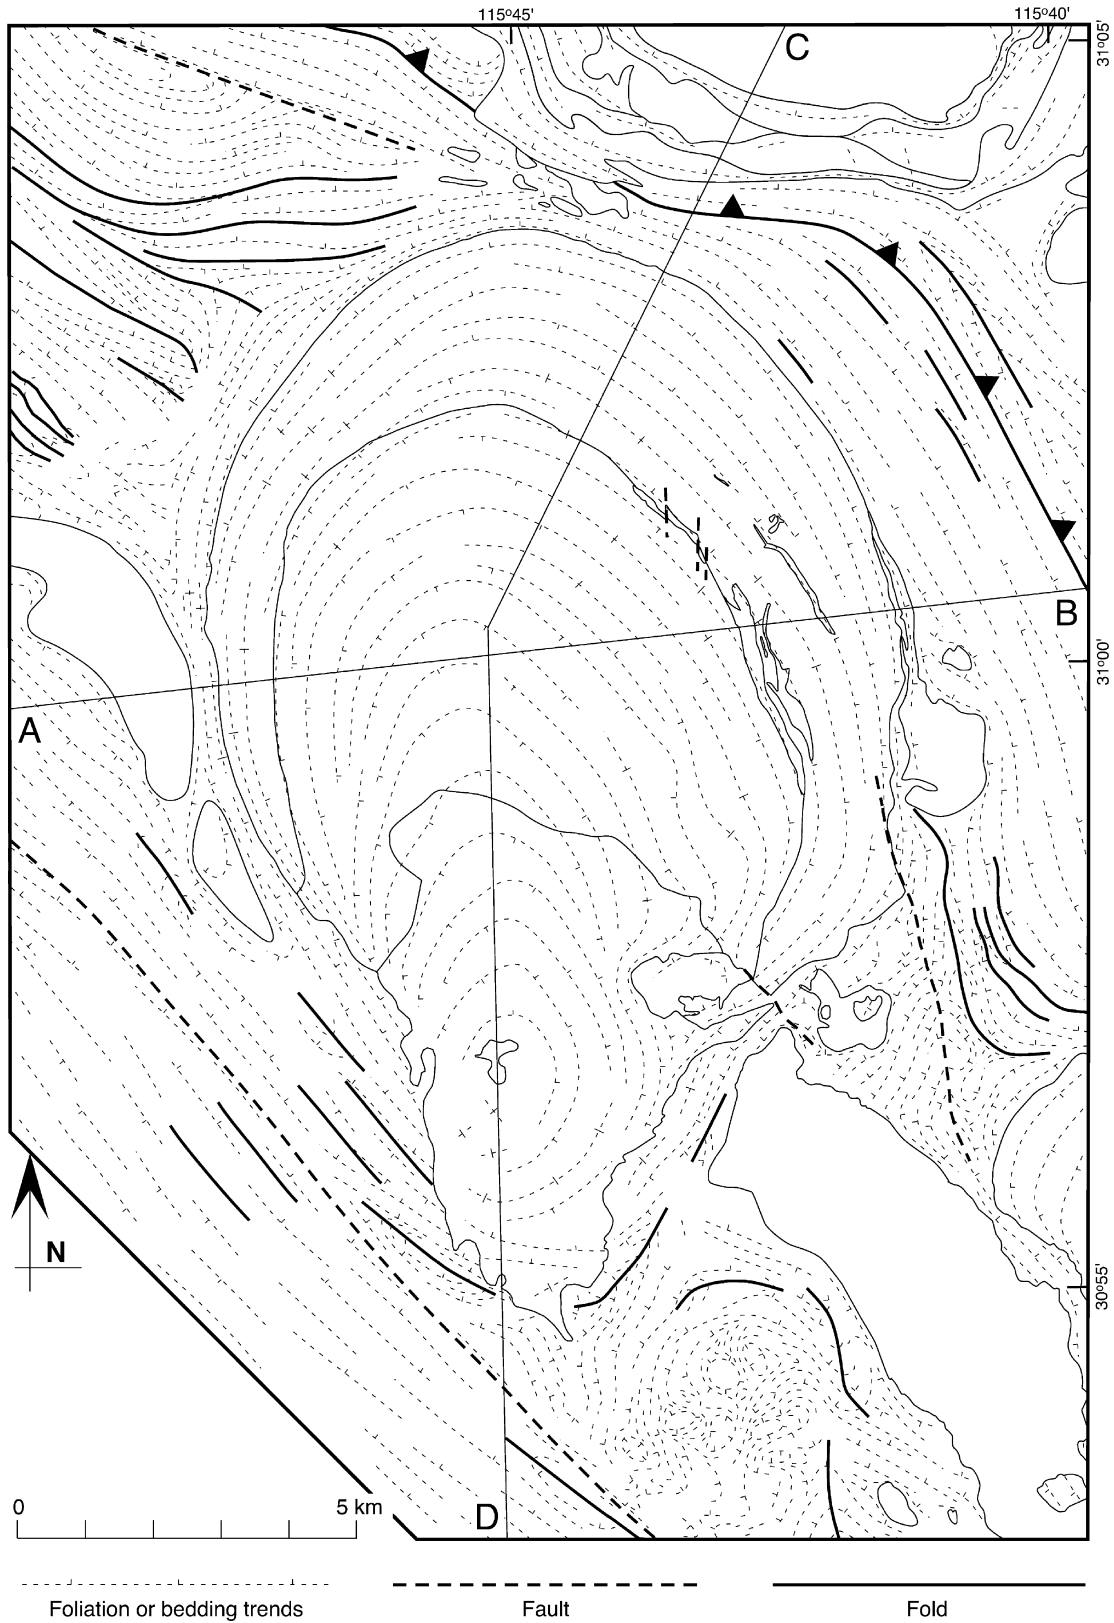 115º45'
115º40'
31º05'
C
B
31º00'
A
N
30º55'
D
0 5 km
Foliation or bedding trends
Fault
Fold